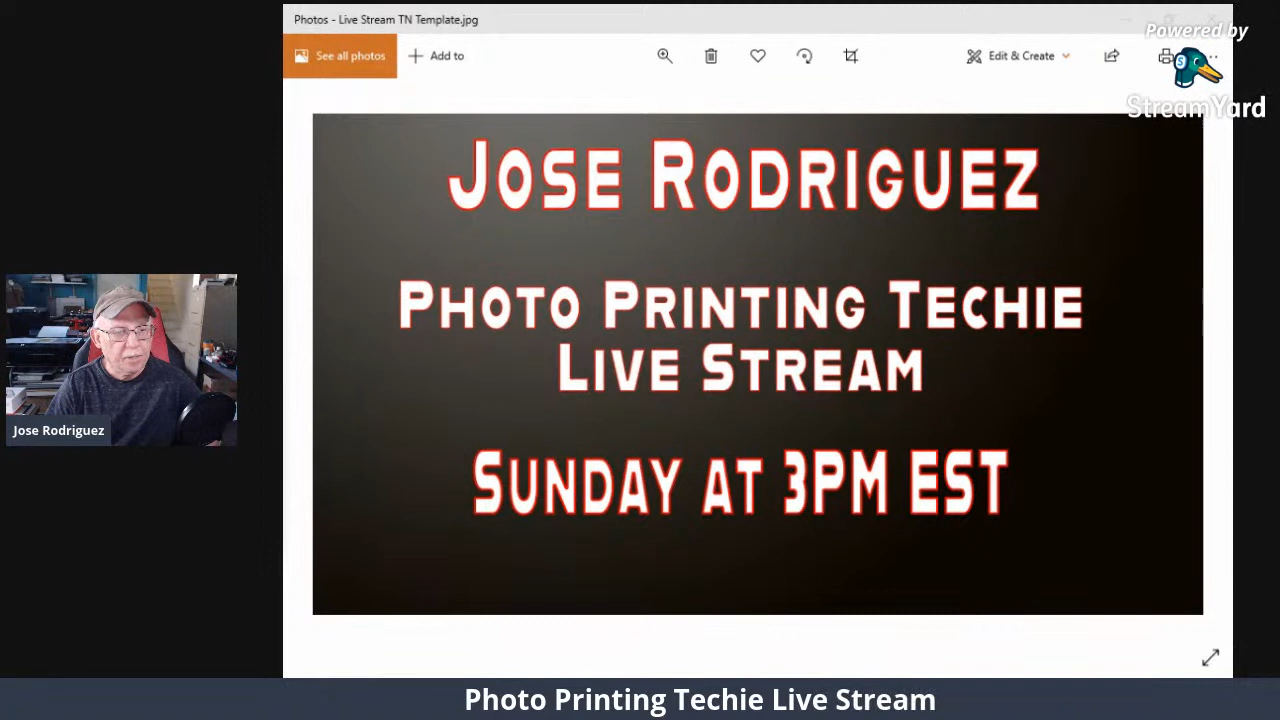 Photos - Live Stream TN Template.jpg
Powered by
See all photos
Add to
Edit & Create
StreamYard
JOSE RODRIGUEZ
PHOTO PRINTING TECHIE
LIVE STREAM
SUNDAY AT 3PM EST
Jose Rodriguez
Photo Printing Techie Live Stream